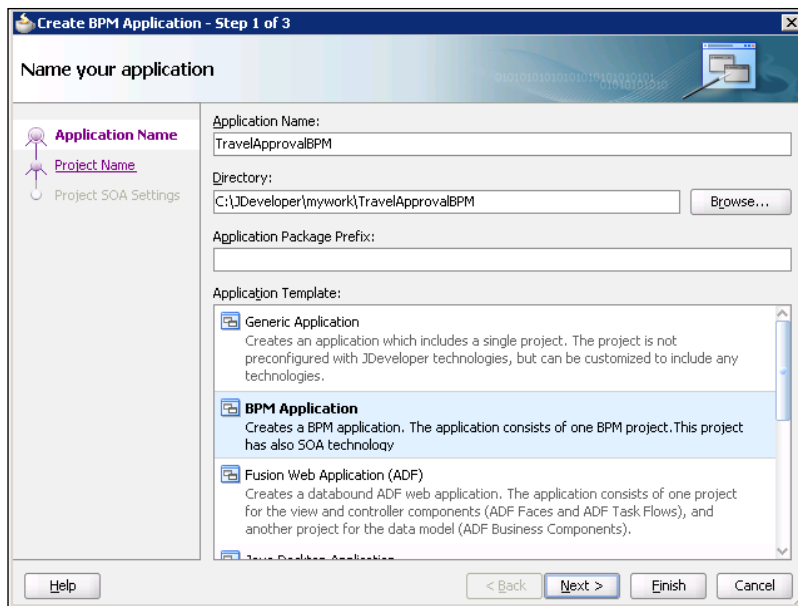 Create BPM Application - Step 1 of 3
Name your application
Application Name
Project Name
Project SOA Settings
Application Name:
TravelApprovalBPM
Directory:
C:\JDeveloper\mywork\TravelApprovalBPM
Browse...
Application Package Prefix:
Application Template:
Generic Application
Creates an application which includes a single project. The project is not
preconfigured with JDeveloper technologies, but can be customized to include any
technologies.
BPM Application
Creates a BPM application. The application consists of one BPM project.This project
has also SOA technology
Fusion Web Application (ADF)
Creates a databound ADF web application. The application consists of one project
for the view and controller components (ADF Faces and ADF Task Flows), and
another project for the data model (ADF Business Components).
Java Desktop Application
Help
< Back
Next >
Finish
Cancel